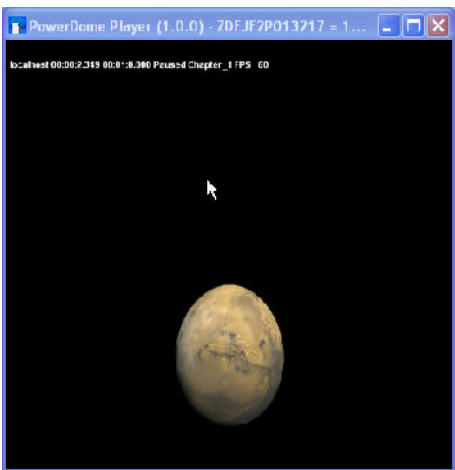 PowerDome Player (1.0.0) - 7DFJF2P013217 = 1...
localhost 00:00:2.349 00:01:0.000 Paused Chapter_1 FPS 60